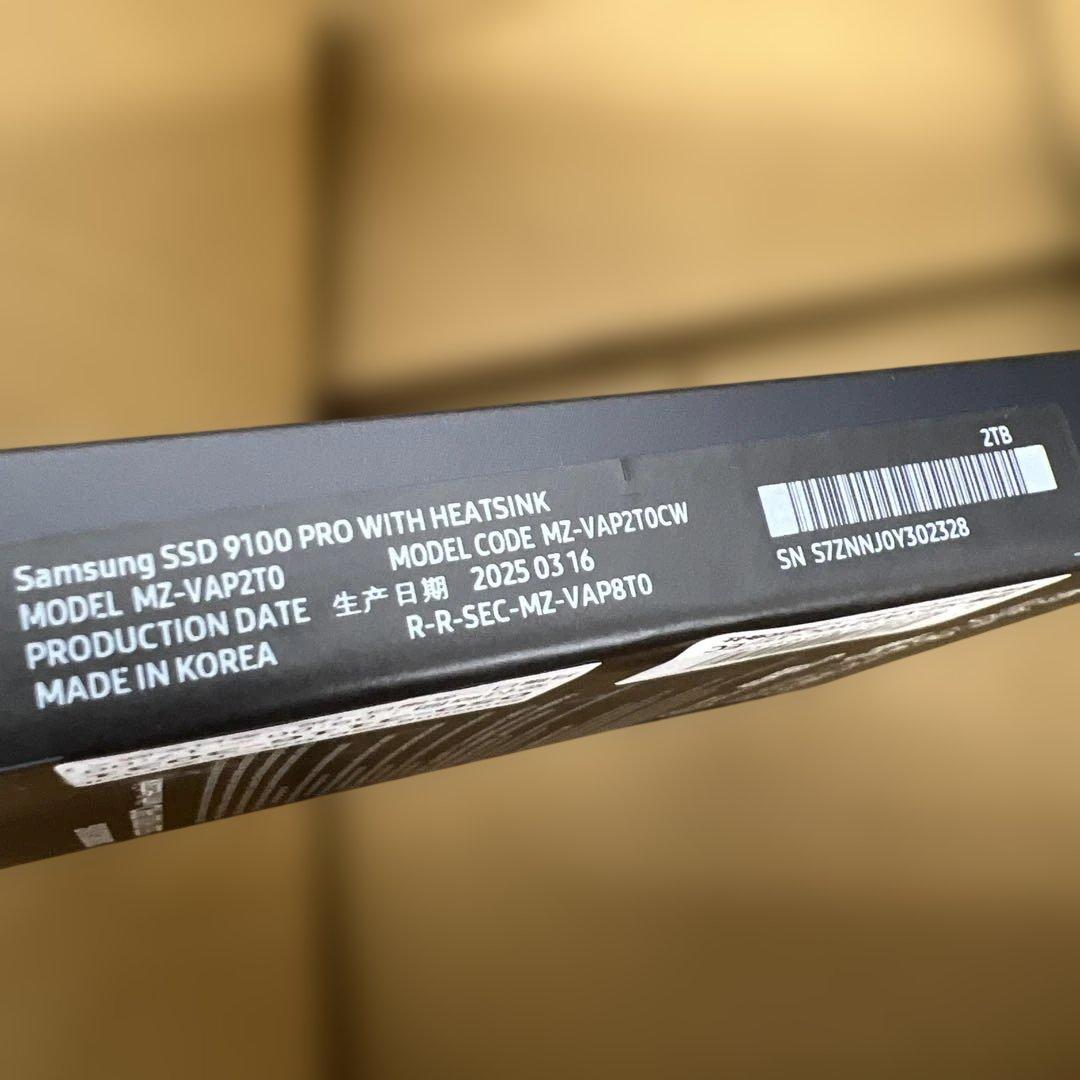 Samsung SSD 9100 PRO WITH HEATSINK
MODEL MZ-VAP2T0 MODEL CODE MZ-VAP2T0CW
PRODUCTION DATE 生产日期 2025 03 16
MADE IN KOREA R-R-SEC-MZ-VAP8T0
2TB
SN S7ZNNJ0Y302328